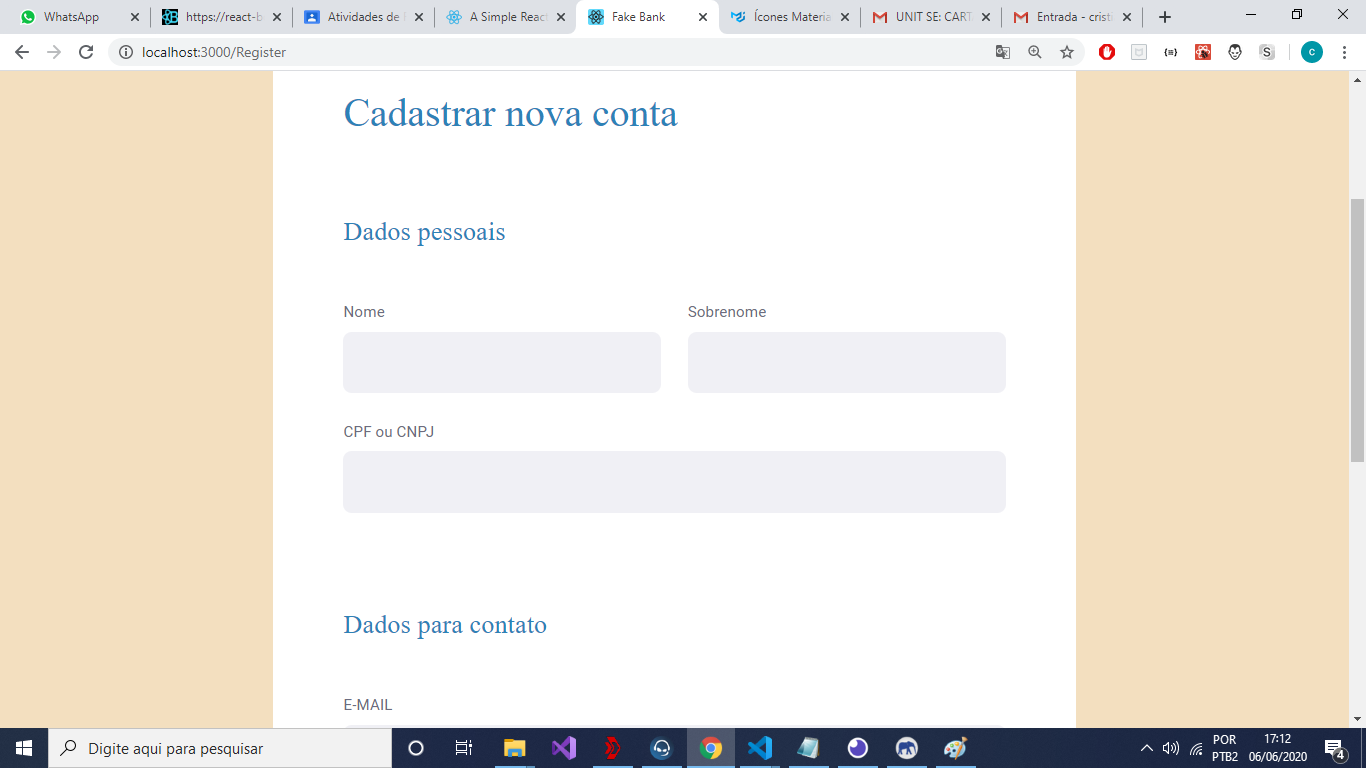 WhatsApp
https://react-b
Atividades de
A Simple React
Fake Bank
Ícones Materia
UNIT SE: CART
Entrada - crist
localhost:3000/Register
c
Cadastrar nova conta
Dados pessoais
Nome
Sobrenome
CPF ou CNPJ
Dados para contato
E-MAIL
Digite aqui para pesquisar
POR
PTB2
17:12
06/06/2020
4